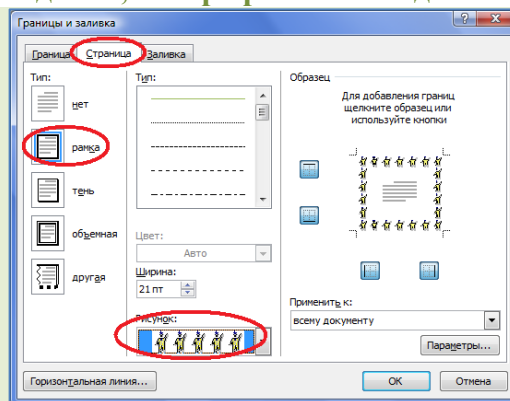 Границы и заливка
Граница Страница Заливка
Тип:
нет
рамка
тень
объемная
другая
Тип:
Цвет:
Авто
Ширина:
21 пт
Рисунок:
Образец
Для добавления границ
щелкните образец или
используйте кнопки
Применить к:
всему документу
Параметры...
Горизонтальная линия...
ОК Отмена